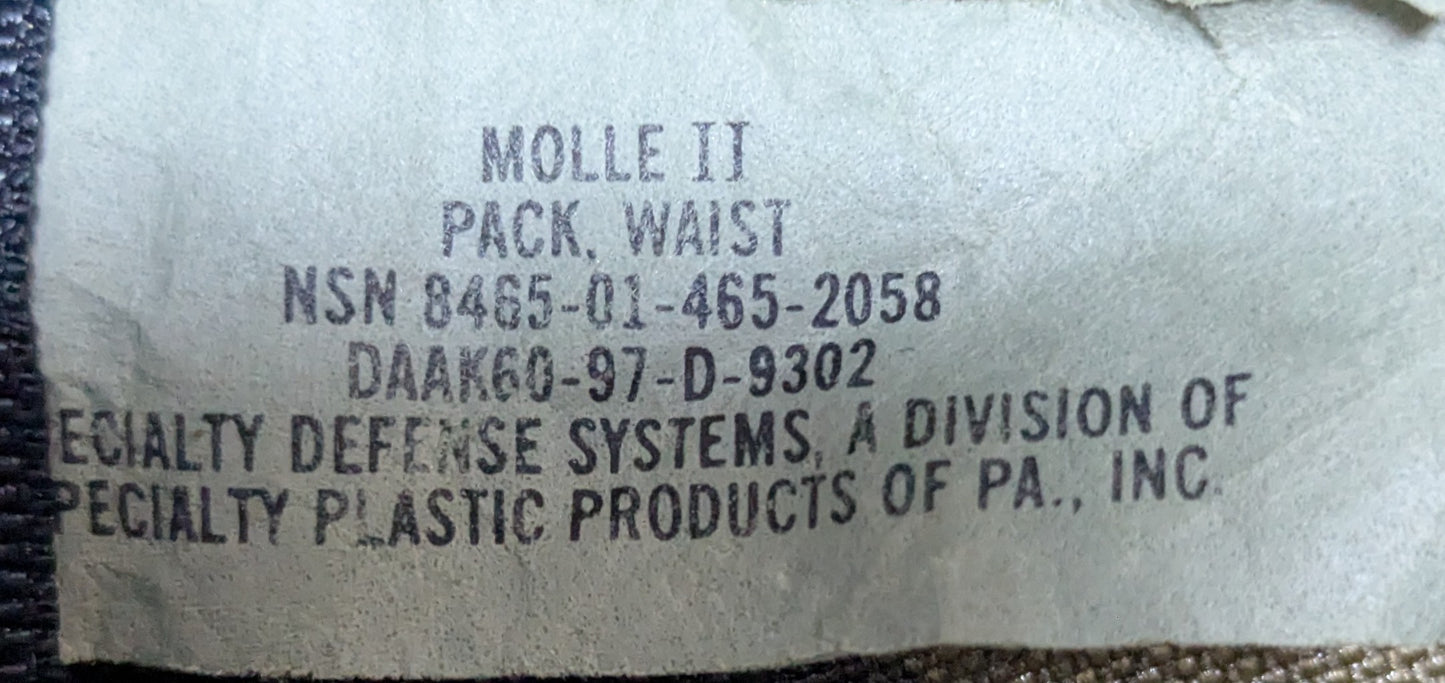 MOLLE II
PACK, WAIST
NSN 8465-01-465-2058
DAAK60-97-D-9302
ECIALTY DEFENSE SYSTEMS, A DIVISION OF
PECIALTY PLASTIC PRODUCTS OF PA., INC.